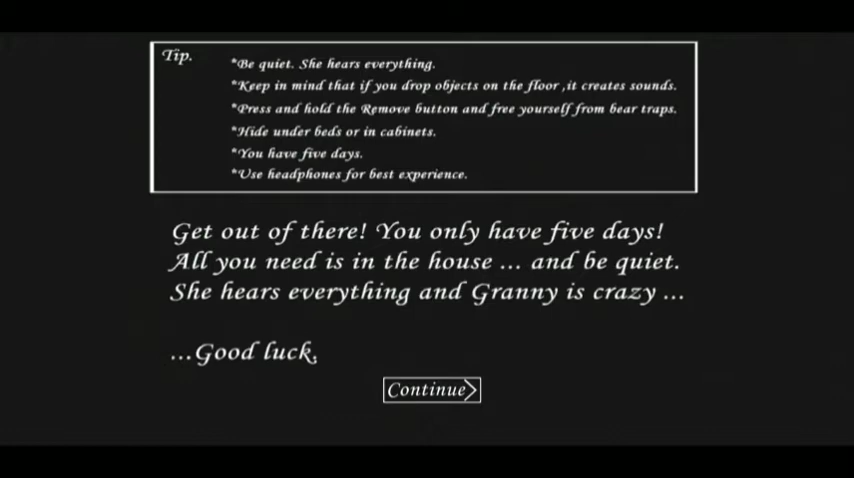 Tip.
*Be quiet. She hears everything.
*Keep in mind that if you drop objects on the floor ,it creates sounds.
*Press and hold the Remove button and free yourself from bear traps.
*Hide under beds or in cabinets.
*You have five days.
*Use headphones for best experience.
Get out of there! You only have five days!
All you need is in the house ... and be quiet.
She hears everything and Granny is crazy ...
...Good luck.
Continue>